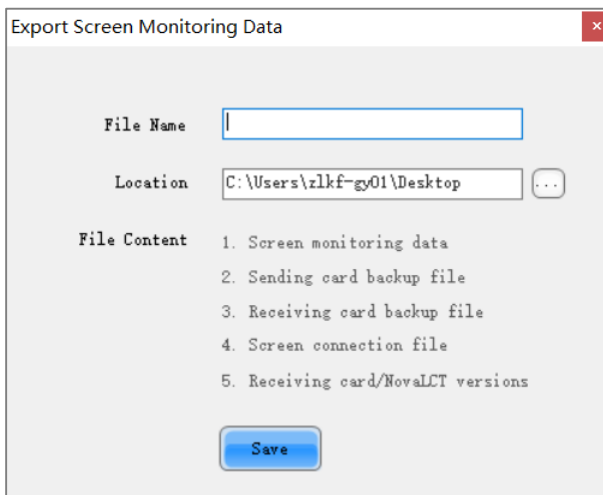 Export Screen Monitoring Data
File Name
Location C:\Users\zlkf-gy01\Desktop ...
File Content 1. Screen monitoring data
2. Sending card backup file
3. Receiving card backup file
4. Screen connection file
5. Receiving card/NovaLCT versions
Save